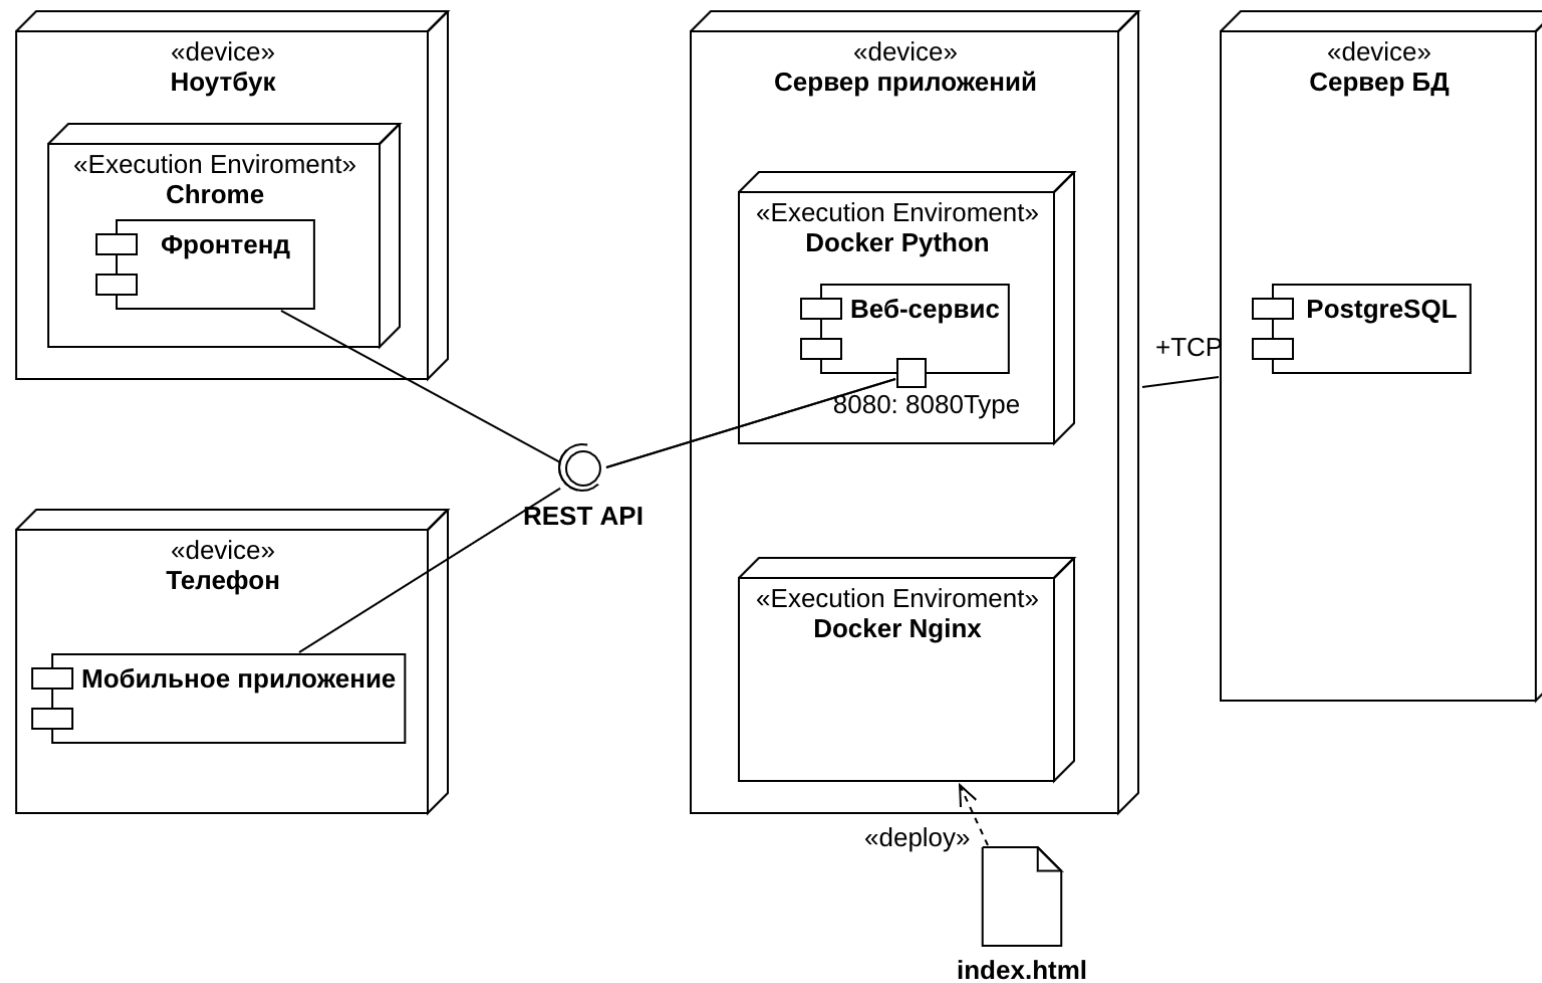 «device»
Ноутбук
«Execution Enviroment»
Chrome
Фронтенд
«device»
Телефон
Мобильное приложение
REST API
«device»
Сервер приложений
«Execution Enviroment»
Docker Python
Веб-сервис
8080: 8080Type
«Execution Enviroment»
Docker Nginx
«deploy»
index.html
+TCP
«device»
Сервер БД
PostgreSQL